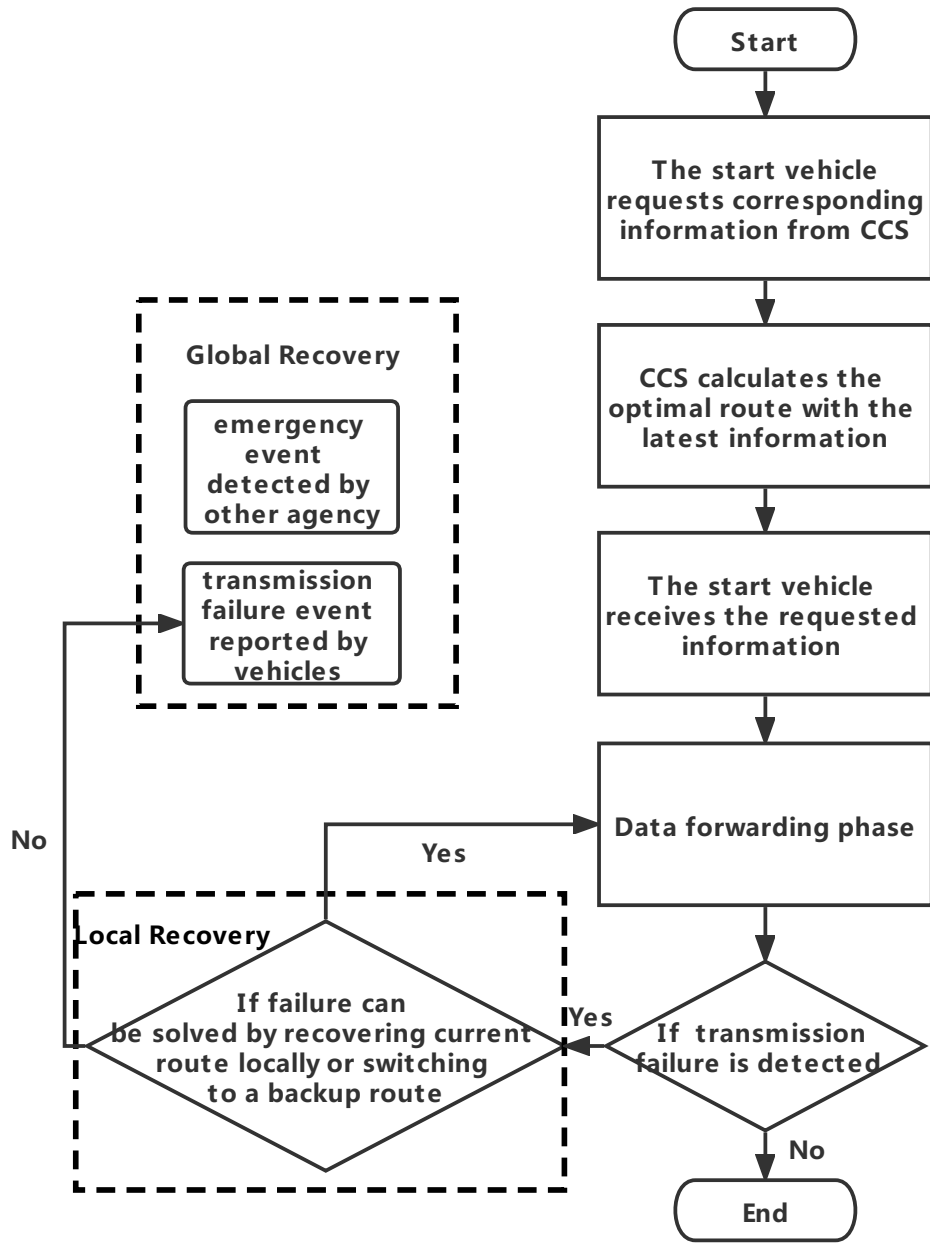 Start
The start vehicle
requests corresponding
information from CCS
CCS calculates the
optimal route with the
latest information
The start vehicle
receives the requested
information
Data forwarding phase
If transmission
failure is detected
Yes
No
End
Local Recovery
If failure can
be solved by recovering current
route locally or switching
to a backup route
Yes
No
Global Recovery
emergency
event
detected by
other agency
transmission
failure event
reported by
vehicles